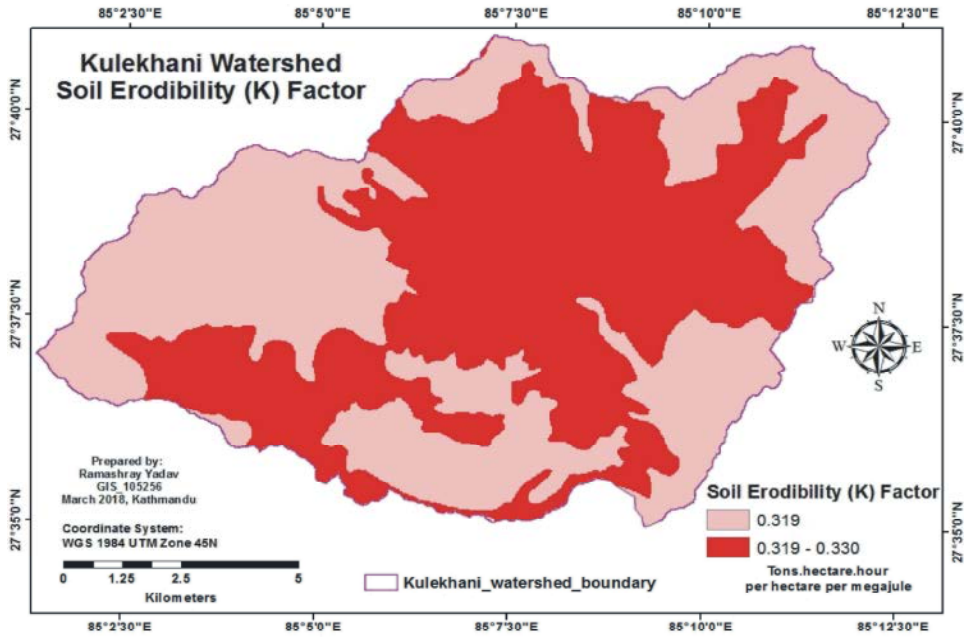 85°2'30"E 85°5'0"E 85°7'30"E 85°10'0"E 85°12'30"E
Kulekhani Watershed
Soil Erodibility (K) Factor
27°40'0"N
27°40'0"N
27°37'30"N
27°37'30"N
N
W E
S
27°35'0"N
27°35'0"N
Prepared by:
Ramashray Yadav
GIS_105256
March 2018, Kathmandu
Coordinate System:
WGS 1984 UTM Zone 45N
0 1.25 2.5 5
Kilometers
Kulekhani_watershed_boundary
Soil Erodibility (K) Factor
0.319
0.319 - 0.330
Tons.hectare.hour
per hectare per megajule
85°2'30"E 85°5'0"E 85°7'30"E 85°10'0"E 85°12'30"E